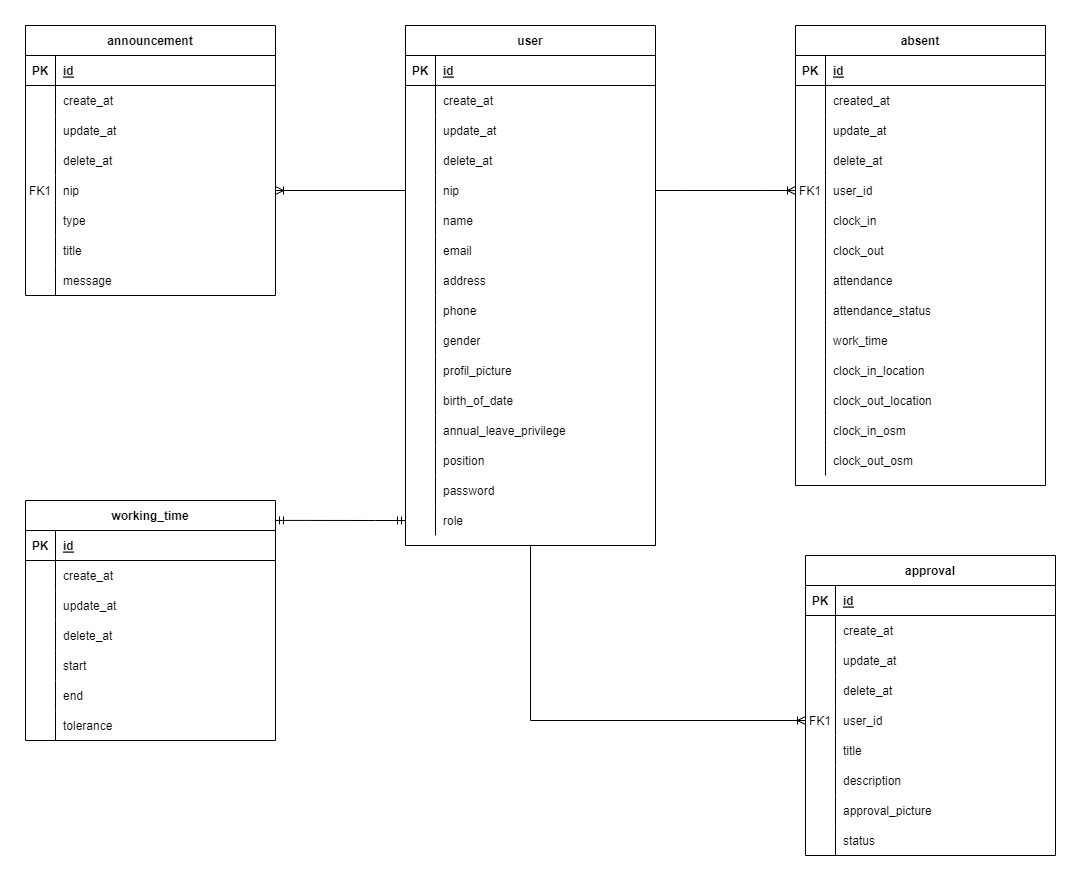 announcement
PK id
create_at
update_at
delete_at
FK1 nip
type
title
message
user
PK id
create_at
update_at
delete_at
nip
name
email
address
phone
gender
profil_picture
birth_of_date
annual_leave_privilege
position
password
role
absent
PK id
created_at
update_at
delete_at
FK1 user_id
clock_in
clock_out
attendance
attendance_status
work_time
clock_in_location
clock_out_location
clock_in_osm
clock_out_osm
working_time
PK id
create_at
update_at
delete_at
start
end
tolerance
approval
PK id
create_at
update_at
delete_at
FK1 user_id
title
description
approval_picture
status